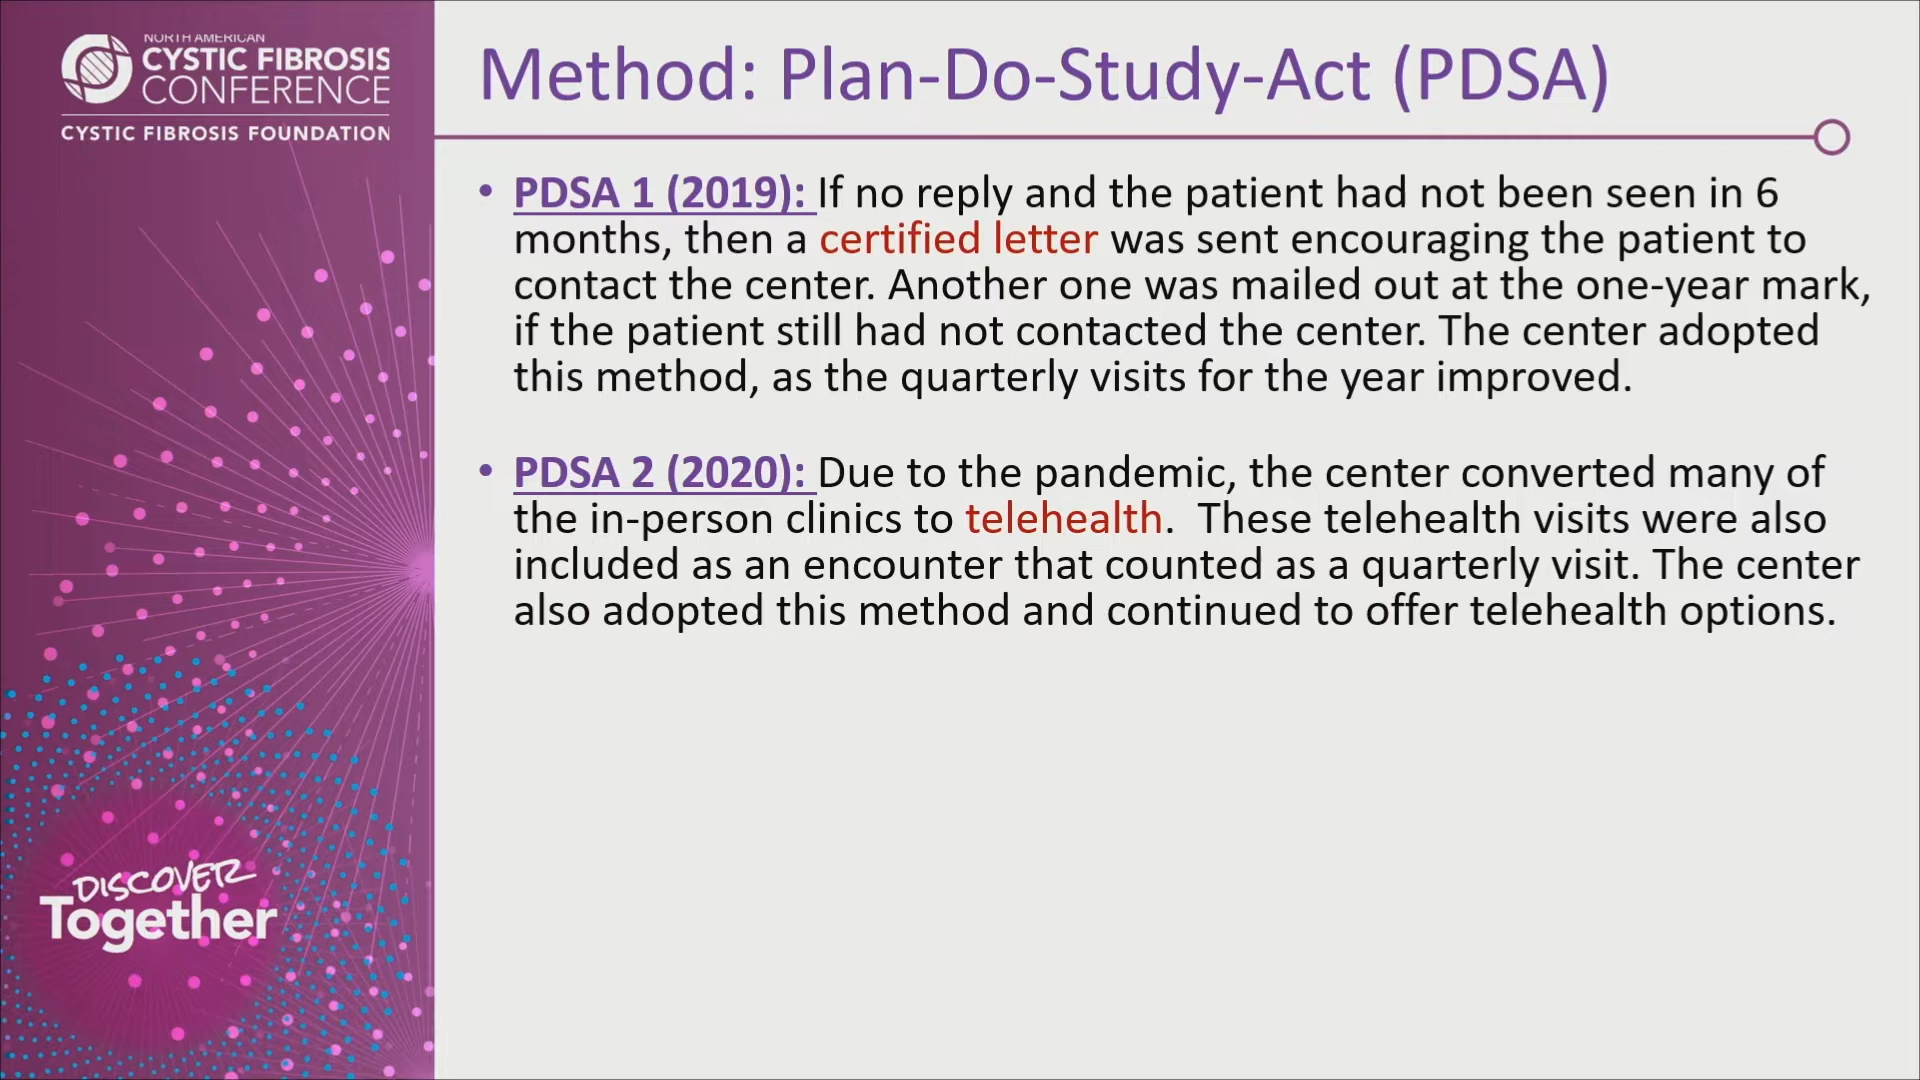 NORTH AMERICAN
CYSTIC FIBROSIS
CONFERENCE
CYSTIC FIBROSIS FOUNDATION
Method: Plan-Do-Study-Act (PDSA)
• PDSA 1 (2019): If no reply and the patient had not been seen in 6
months, then a certified letter was sent encouraging the patient to
contact the center. Another one was mailed out at the one-year mark,
if the patient still had not contacted the center. The center adopted
this method, as the quarterly visits for the year improved.
• PDSA 2 (2020): Due to the pandemic, the center converted many of
the in-person clinics to telehealth.  These telehealth visits were also
included as an encounter that counted as a quarterly visit. The center
also adopted this method and continued to offer telehealth options.
DISCOVER
Together